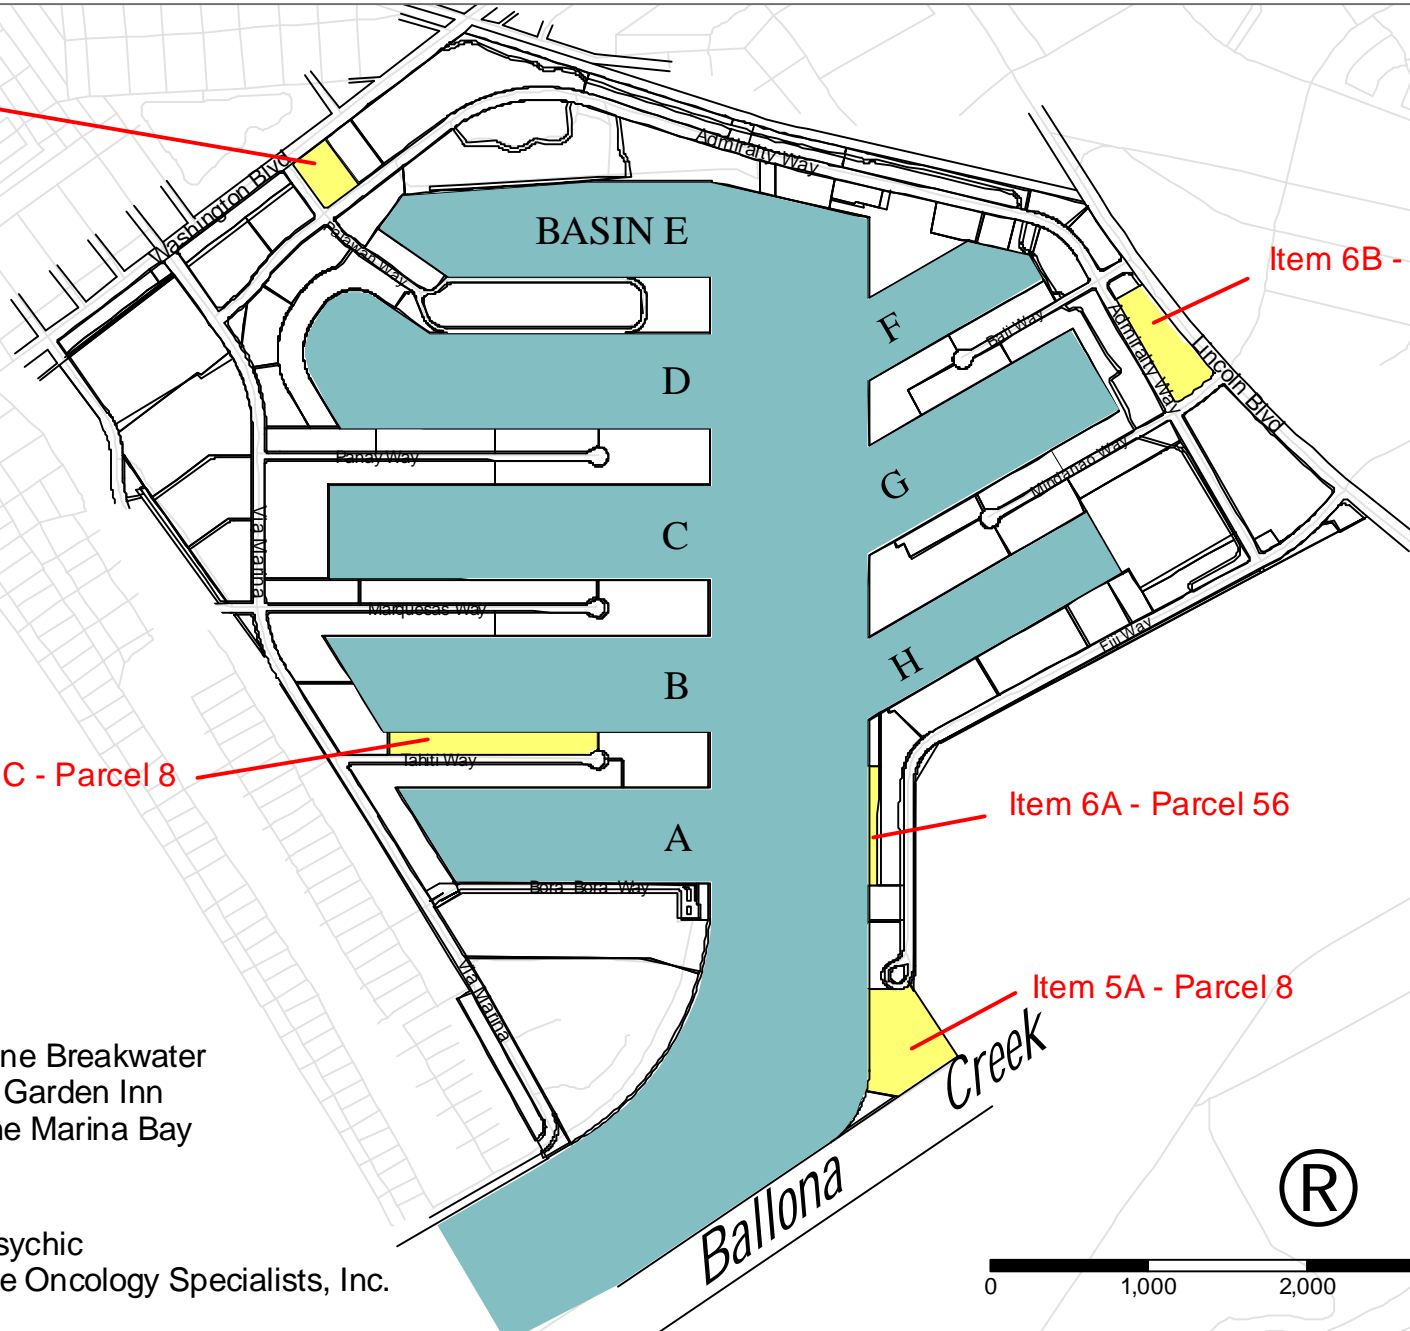 Admiralty Way
Washington Blvd
BASIN E
Palawan Way
Item 6B -
F
Bali Way
Admiralty Way
Lincoln Blvd
D
Panay Way
G
Mindanao Way
Via Marina
C
Marquesas Way
Fiji Way
H
B
C - Parcel 8
Tahiti Way
Item 6A - Parcel 56
A
Bora Bora Way
Via Marina
Item 5A - Parcel 8
Creek
Ballona
ne Breakwater
Garden Inn
ne Marina Bay
sychic
e Oncology Specialists, Inc.
®
0 1,000 2,000